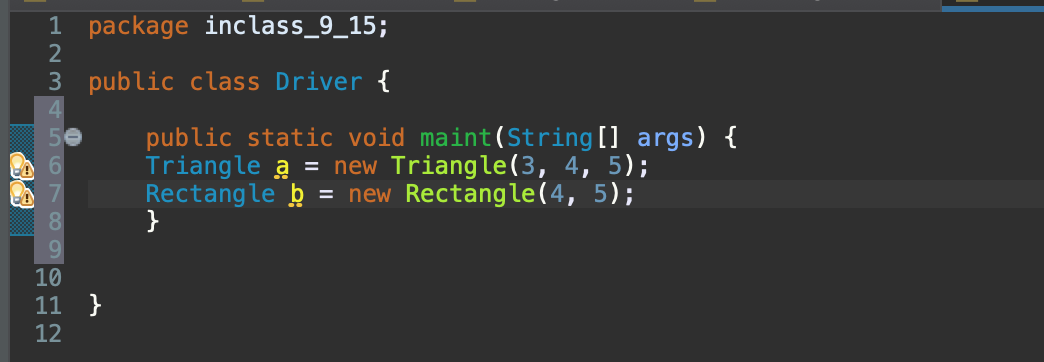 1 package inclass_9_15;
2
3 public class Driver {
4
5 public static void maint(String[] args) {
6 Triangle a = new Triangle(3, 4, 5);
7 Rectangle b = new Rectangle(4, 5);
8 }
9
10
11 }
12